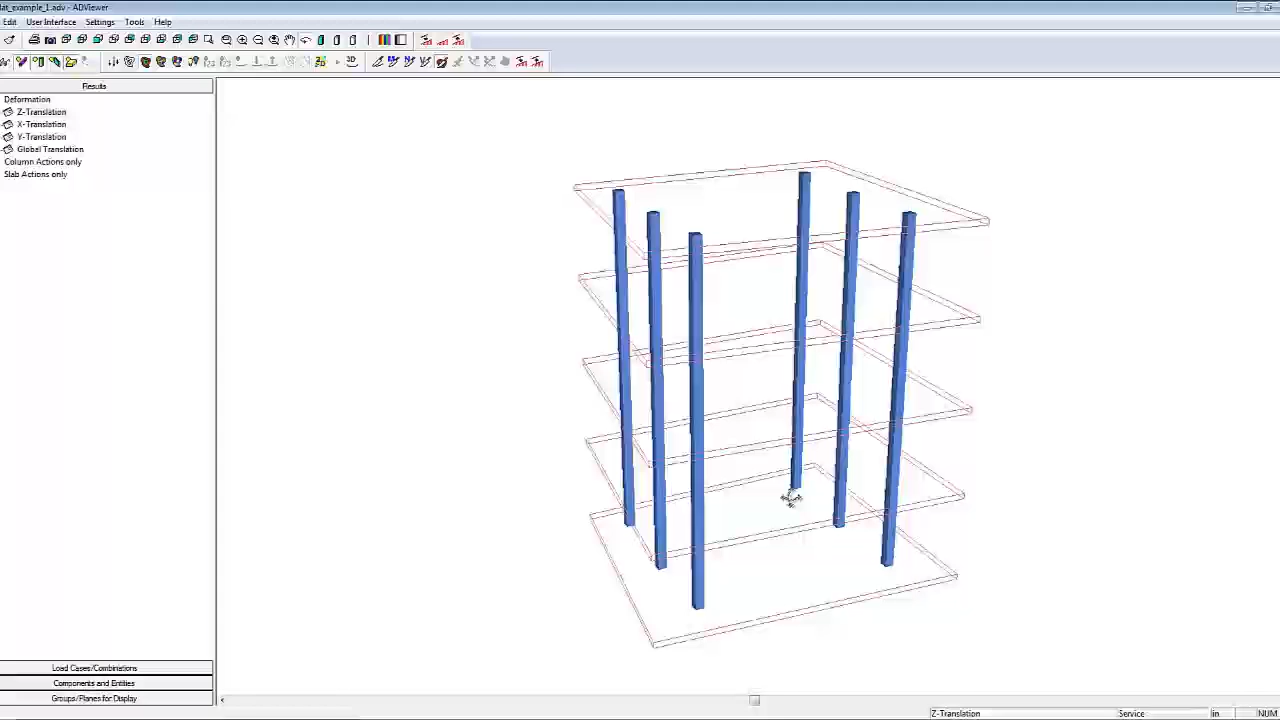 lat_example_1.adv - ADViewer
Edit User Interface Settings Tools Help
3D
Results
Deformation
Z-Translation
X-Translation
Y-Translation
Global Translation
Column Actions only
Slab Actions only
Load Cases/Combinations
Components and Entities
Groups/Planes for Display
Z-Translation Service in NUM